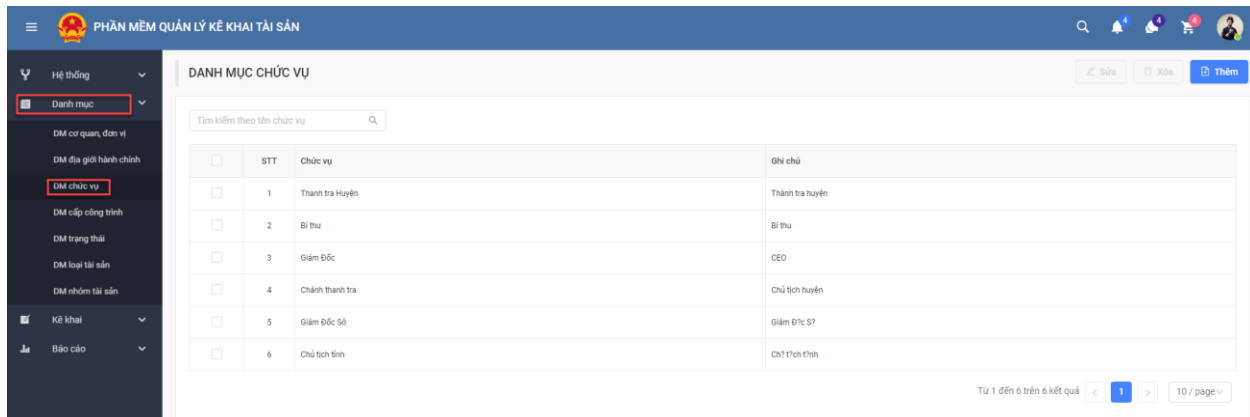 PHẦN MỀM QUẢN LÝ KÊ KHAI TÀI SẢN
4
4
4
Hệ thống
Danh mục
DM cơ quan, đơn vị
DM địa giới hành chính
DM chức vụ
DM cấp công trình
DM trạng thái
DM loại tài sản
DM nhóm tài sản
Kê khai
Báo cáo
DANH MỤC CHỨC VỤ
Sửa
Xóa
Thêm
Tìm kiếm theo tên chức vụ
STT Chức vụ Ghi chú
1 Thanh tra Huyện Thành tra huyện
2 Bí thư Bí thu
3 Giám Đốc CEO
4 Chánh thanh tra Chủ tịch huyện
5 Giám Đốc Sở Giám Đ?c S?
6 Chủ tịch tỉnh Ch? t?ch t?nh
Từ 1 đến 6 trên 6 kết quả < 1 > 10 / page